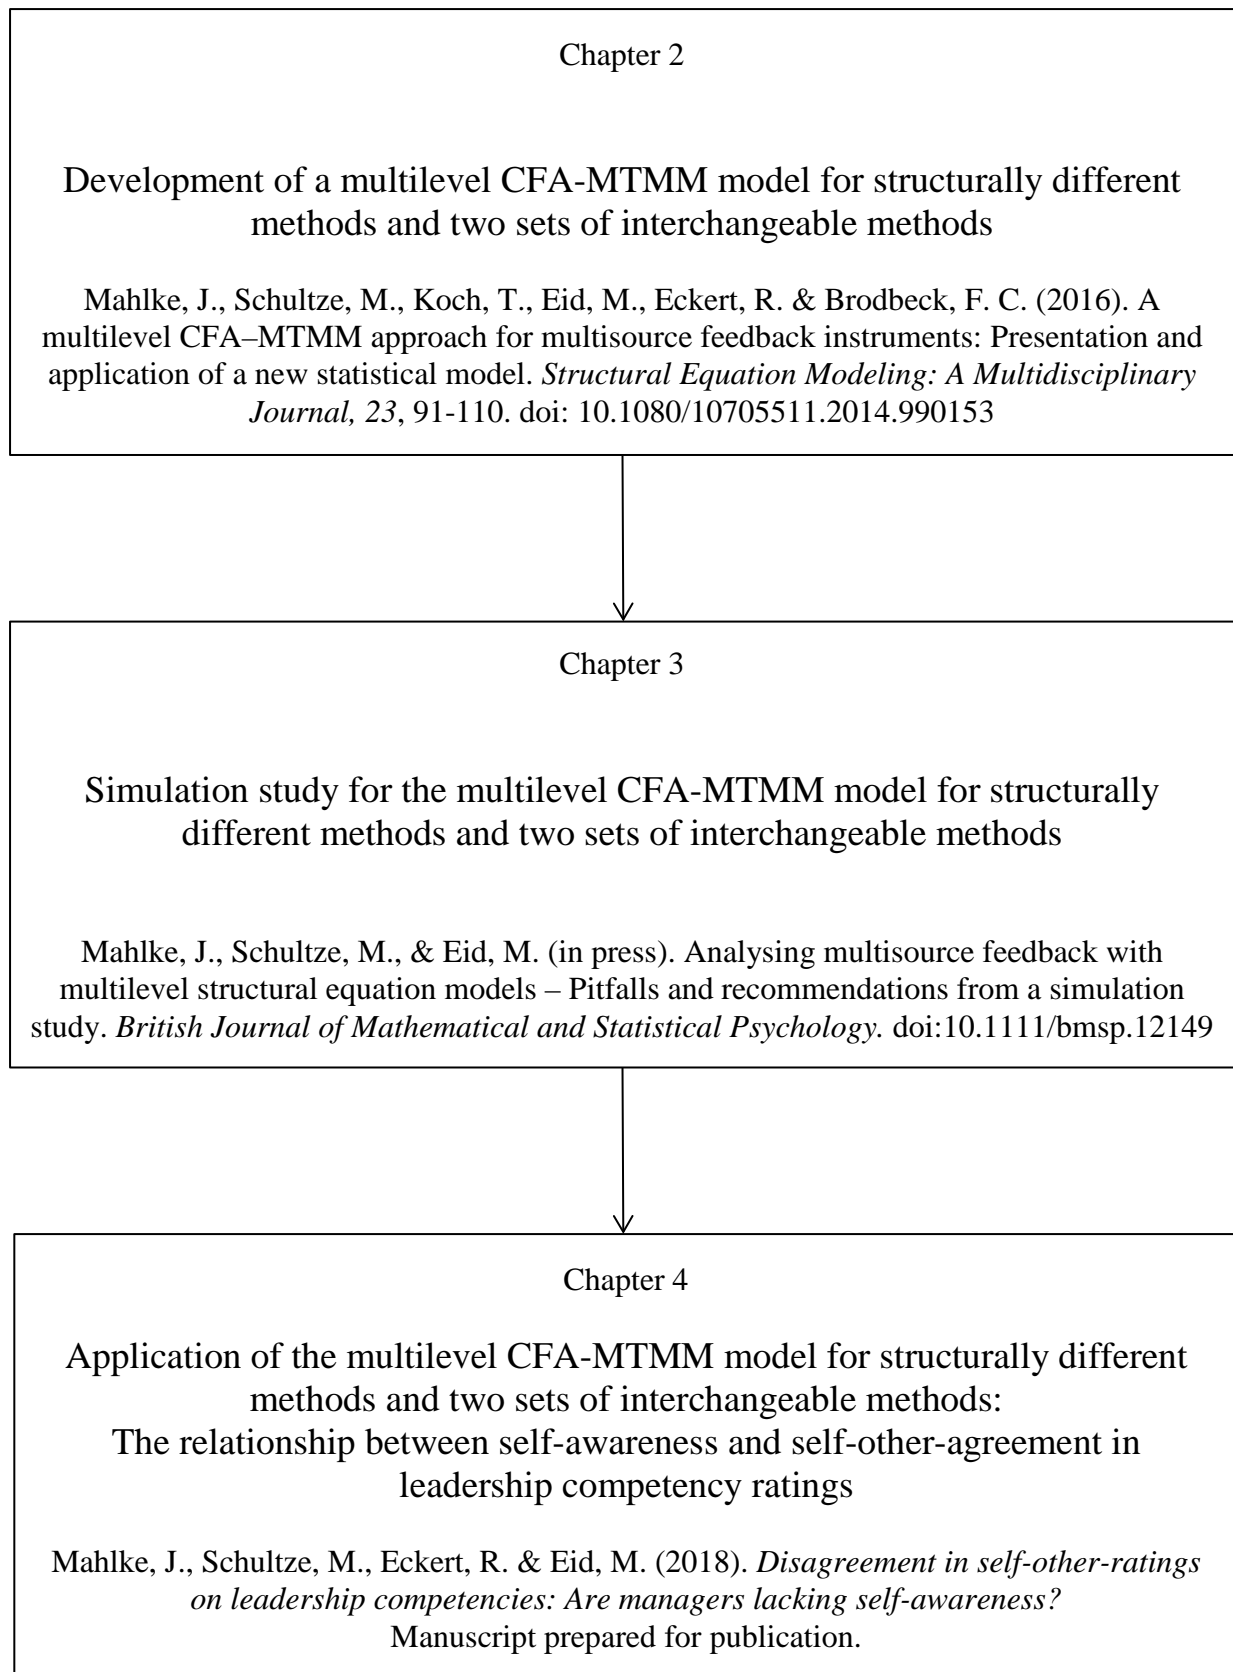 Chapter 2
Development of a multilevel CFA-MTMM model for structurally different
methods and two sets of interchangeable methods
Mahlke, J., Schultze, M., Koch, T., Eid, M., Eckert, R. & Brodbeck, F. C. (2016). A
multilevel CFA–MTMM approach for multisource feedback instruments: Presentation and
application of a new statistical model. Structural Equation Modeling: A Multidisciplinary
Journal, 23, 91-110. doi: 10.1080/10705511.2014.990153
Chapter 3
Simulation study for the multilevel CFA-MTMM model for structurally
different methods and two sets of interchangeable methods
Mahlke, J., Schultze, M., & Eid, M. (in press). Analysing multisource feedback with
multilevel structural equation models – Pitfalls and recommendations from a simulation
study. British Journal of Mathematical and Statistical Psychology. doi:10.1111/bmsp.12149
Chapter 4
Application of the multilevel CFA-MTMM model for structurally different
methods and two sets of interchangeable methods:
The relationship between self-awareness and self-other-agreement in
leadership competency ratings
Mahlke, J., Schultze, M., Eckert, R. & Eid, M. (2018). Disagreement in self-other-ratings
on leadership competencies: Are managers lacking self-awareness?
Manuscript prepared for publication.